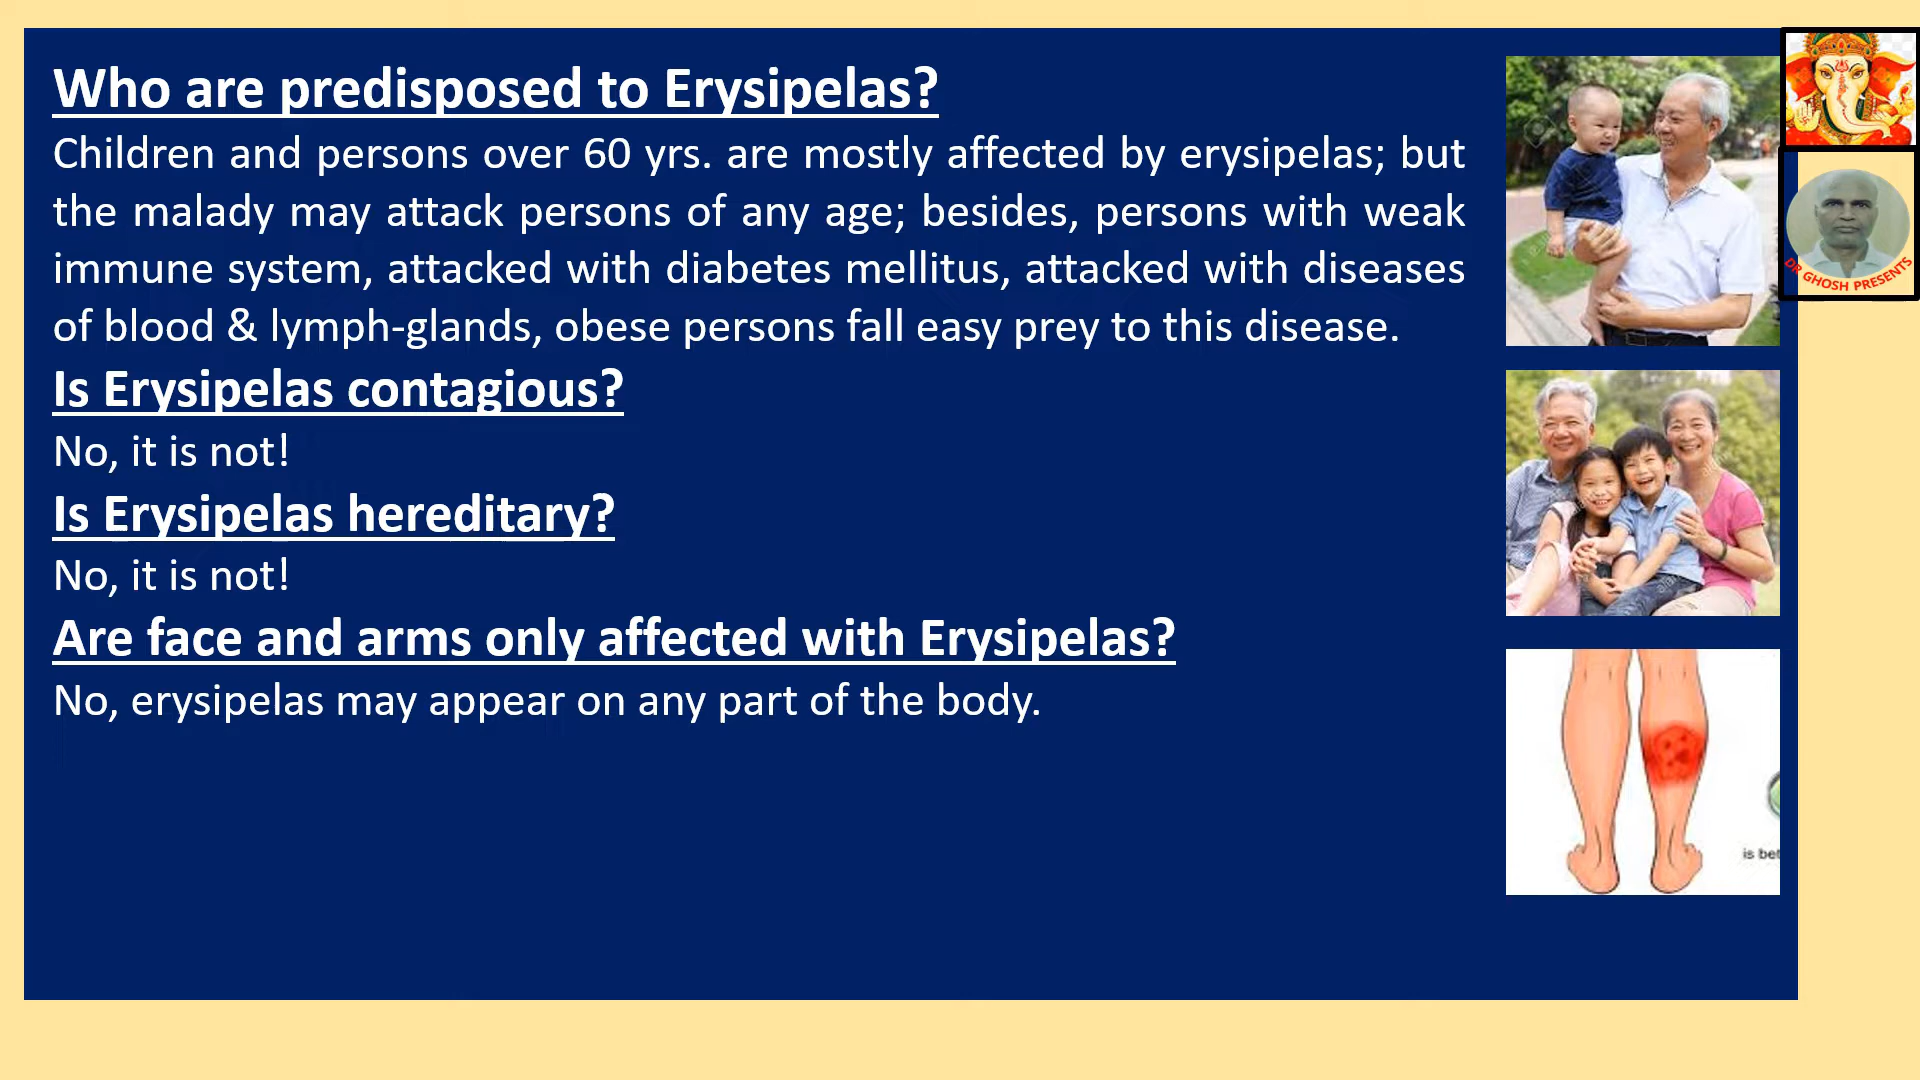 Who are predisposed to Erysipelas?
Children and persons over 60 yrs. are mostly affected by erysipelas; but
the malady may attack persons of any age; besides, persons with weak
immune system, attacked with diabetes mellitus, attacked with diseases
of blood & lymph-glands, obese persons fall easy prey to this disease.
Is Erysipelas contagious?
No, it is not!
Is Erysipelas hereditary?
No, it is not!
Are face and arms only affected with Erysipelas?
No, erysipelas may appear on any part of the body.
DR GHOSH PRESENTS
is bet